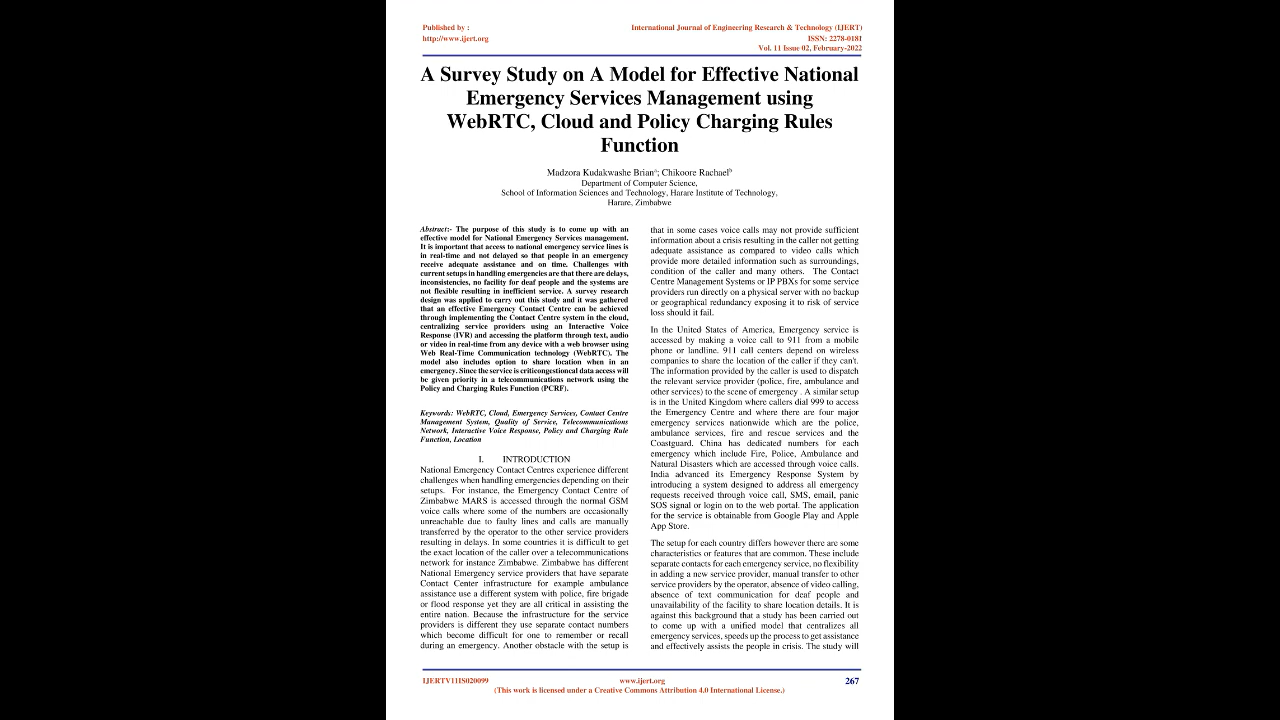 Published by :
http://www.ijert.org
International Journal of Engineering Research & Technology (IJERT)
ISSN: 2278-0181
Vol. 11 Issue 02, February-2022
A Survey Study on A Model for Effective National
Emergency Services Management using
WebRTC, Cloud and Policy Charging Rules
Function
Madzora Kudakwashe Brianᵃ; Chikoore Rachaelᵇ
Department of Computer Science,
School of Information Sciences and Technology, Harare Institute of Technology,
Harare, Zimbabwe
Abstract:- The purpose of this study is to come up with an
effective model for National Emergency Services management.
It is important that access to national emergency service lines is
in real-time and not delayed so that people in an emergency
receive adequate assistance and on time. Challenges with
current setups in handling emergencies are that there are delays,
inconsistencies, no facility for deaf people and the systems are
not flexible resulting in inefficient service. A survey research
design was applied to carry out this study and it was gathered
that an effective Emergency Contact Centre can be achieved
through implementing the Contact Centre system in the cloud,
centralizing service providers using an Interactive Voice
Response (IVR) and accessing the platform through text, audio
or video in real-time from any device with a web browser using
Web Real-Time Communication technology (WebRTC). The
model also includes option to share location when in an
emergency. Since the service is criticongestioncal data access will
be given priority in a telecommunications network using the
Policy and Charging Rules Function (PCRF).
Keywords: WebRTC, Cloud, Emergency Services, Contact Centre
Management System, Quality of Service, Telecommunications
Network, Interactive Voice Response, Policy and Charging Rule
Function, Location
I. INTRODUCTION
National Emergency Contact Centres experience different
challenges when handling emergencies depending on their
setups. For instance, the Emergency Contact Centre of
Zimbabwe MARS is accessed through the normal GSM
voice calls where some of the numbers are occasionally
unreachable due to faulty lines and calls are manually
transferred by the operator to the other service providers
resulting in delays. In some countries it is difficult to get
the exact location of the caller over a telecommunications
network for instance Zimbabwe. Zimbabwe has different
National Emergency service providers that have separate
Contact Center infrastructure for example ambulance
assistance use a different system with police, fire brigade
or flood response yet they are all critical in assisting the
entire nation. Because the infrastructure for the service
providers is different they use separate contact numbers
which become difficult for one to remember or recall
during an emergency. Another obstacle with the setup is
that in some cases voice calls may not provide sufficient
information about a crisis resulting in the caller not getting
adequate assistance as compared to video calls which
provide more detailed information such as surroundings,
condition of the caller and many others. The Contact
Centre Management Systems or IP PBXs for some service
providers run directly on a physical server with no backup
or geographical redundancy exposing it to risk of service
loss should it fail.
In the United States of America, Emergency service is
accessed by making a voice call to 911 from a mobile
phone or landline. 911 call centers depend on wireless
companies to share the location of the caller if they can't.
The information provided by the caller is used to dispatch
the relevant service provider (police, fire, ambulance and
other services) to the scene of emergency . A similar setup
is in the United Kingdom where callers dial 999 to access
the Emergency Centre and where there are four major
emergency services nationwide which are the police,
ambulance services, fire and rescue services and the
Coastguard. China has dedicated numbers for each
emergency which include Fire, Police, Ambulance and
Natural Disasters which are accessed through voice calls.
India advanced its Emergency Response System by
introducing a system designed to address all emergency
requests received through voice call, SMS, email, panic
SOS signal or login on to the web portal. The application
for the service is obtainable from Google Play and Apple
App Store.
The setup for each country differs however there are some
characteristics or features that are common. These include
separate contacts for each emergency service, no flexibility
in adding a new service provider, manual transfer to other
service providers by the operator, absence of video calling,
absence of text communication for deaf people and
unavailability of the facility to share location details. It is
against this background that a study has been carried out
to come up with a unified model that centralizes all
emergency services, speeds up the process to get assistance
and effectively assists the people in crisis. The study will
IJERTV11IS020099
www.ijert.org
267
(This work is licensed under a Creative Commons Attribution 4.0 International License.)